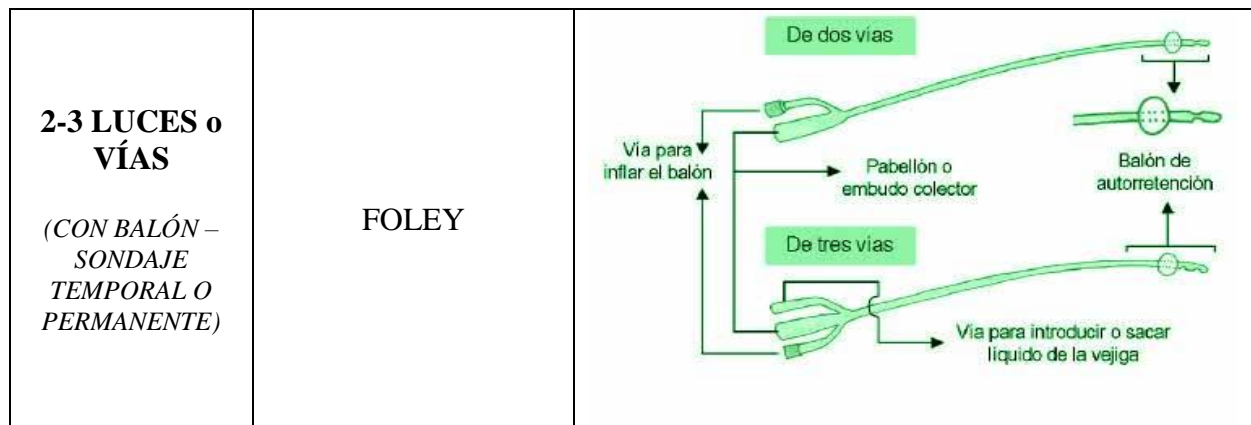 2-3 LUCES o
VÍAS
(CON BALÓN –
SONDAJE
TEMPORAL O
PERMANENTE)
FOLEY
De dos vías
Vía para
inflar el balón
Pabellón o
embudo colector
Balón de
autorretención
De tres vías
Vía para introducir o sacar
líquido de la vejiga